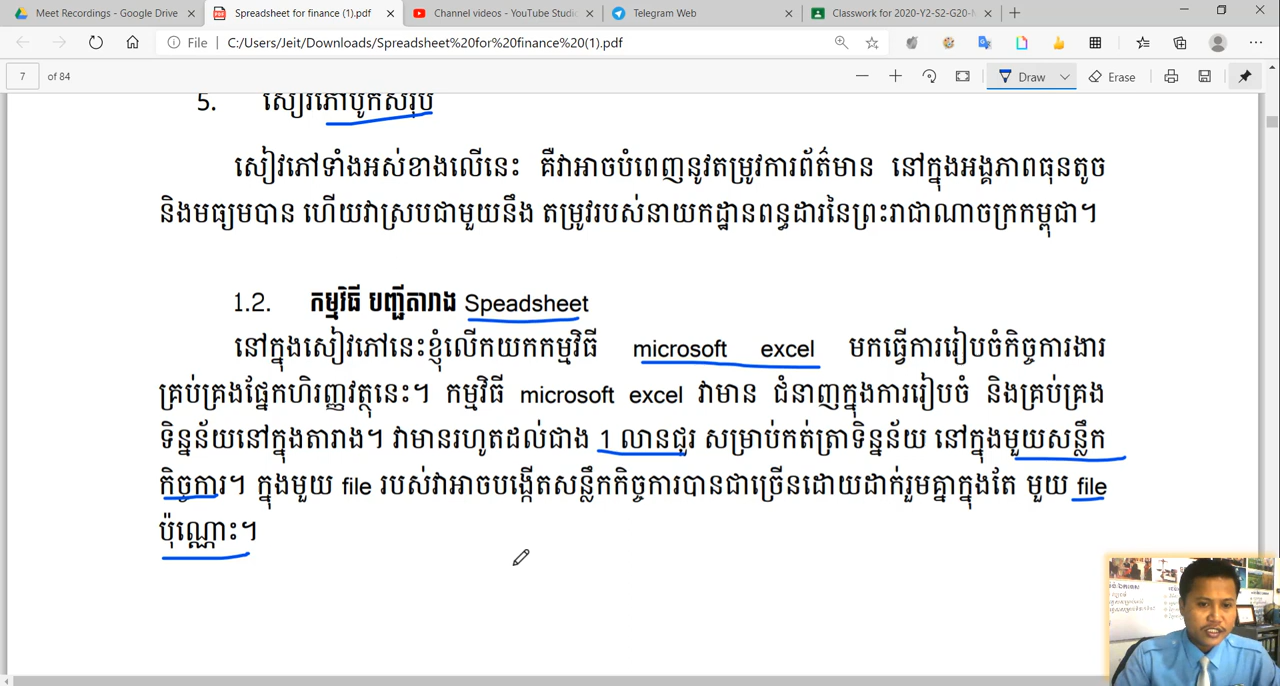 Meet Recordings - Google Drive
Spreadsheet for finance (1).pdf
Channel videos - YouTube Studio
Telegram Web
Classwork for 2020-Y2-S2-G20-
File C:/Users/Jeit/Downloads/Spreadsheet%20for%20finance%20(1).pdf
7 of 84 Draw Erase
5. សៀវភៅបូកសរុប
សៀវភៅទាំងអស់ខាងលើនេះ គឺវាអាចបំពេញនូវតម្រូវការព័ត៌មាន នៅក្នុងអង្គភាពធុនតូច
និងមធ្យមបាន ហើយវាស្របជាមួយនឹង តម្រូវរបស់នាយកដ្ឋានពន្ធដារនៃព្រះរាជាណាចក្រកម្ពុជា។
1.2. កម្មវិធី បញ្ជីតារាង Speadsheet
នៅក្នុងសៀវភៅនេះខ្ញុំលើកយកកម្មវិធី microsoft excel មកធ្វើការរៀបចំកិច្ចការងារ
គ្រប់គ្រងផ្នែកហិរញ្ញវត្ថុនេះ។ កម្មវិធី microsoft excel វាមាន ជំនាញក្នុងការរៀបចំ និងគ្រប់គ្រង
ទិន្នន័យនៅក្នុងតារាង។ វាមានរហូតដល់ជាង 1 លានជួរ សម្រាប់កត់ត្រាទិន្នន័យ នៅក្នុងមួយសន្លឹក
កិច្ចការ។ ក្នុងមួយ file របស់វាអាចបង្កើតសន្លឹកកិច្ចការបានជាច្រើនដោយដាក់រួមគ្នាក្នុងតែ មួយ file
ប៉ុណ្ណោះ។